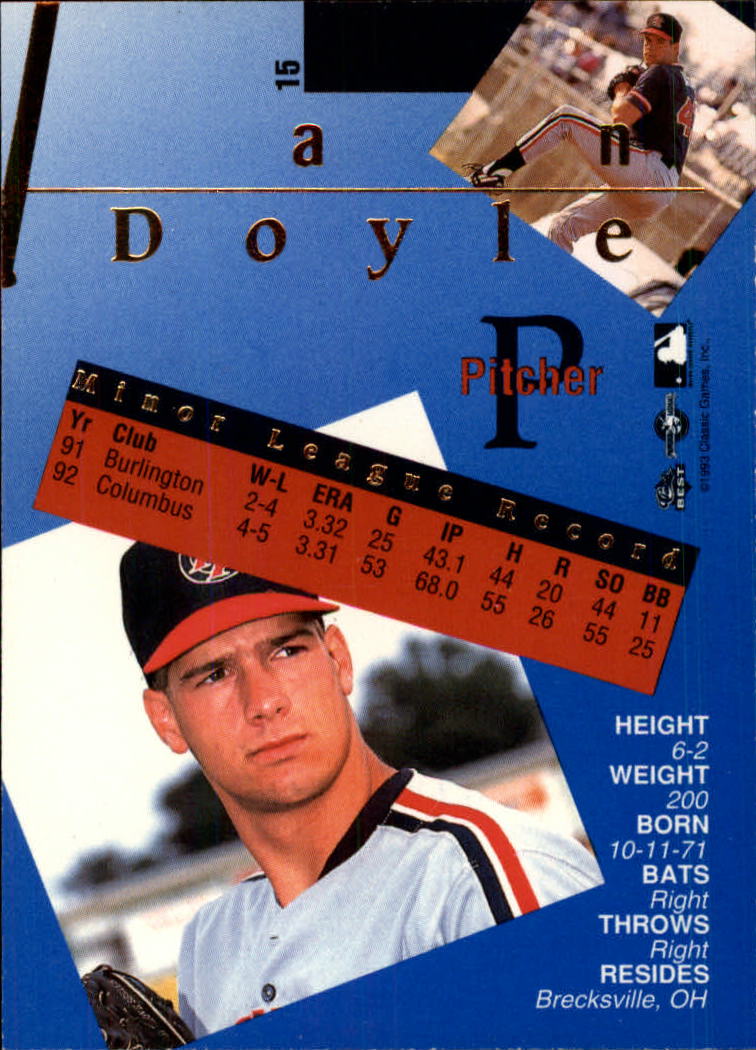 15
a n
Doyle
P
Pitcher
Minor League Record
Yr Club W-L ERA G IP H R SO BB
91 Burlington 2-4 3.32 25 43.1 44 20 44 11
92 Columbus 4-5 3.31 53 68.0 55 26 55 25
BEST
©1993 Classic Games, Inc.
HEIGHT
6-2
WEIGHT
200
BORN
10-11-71
BATS
Right
THROWS
Right
RESIDES
Brecksville, OH